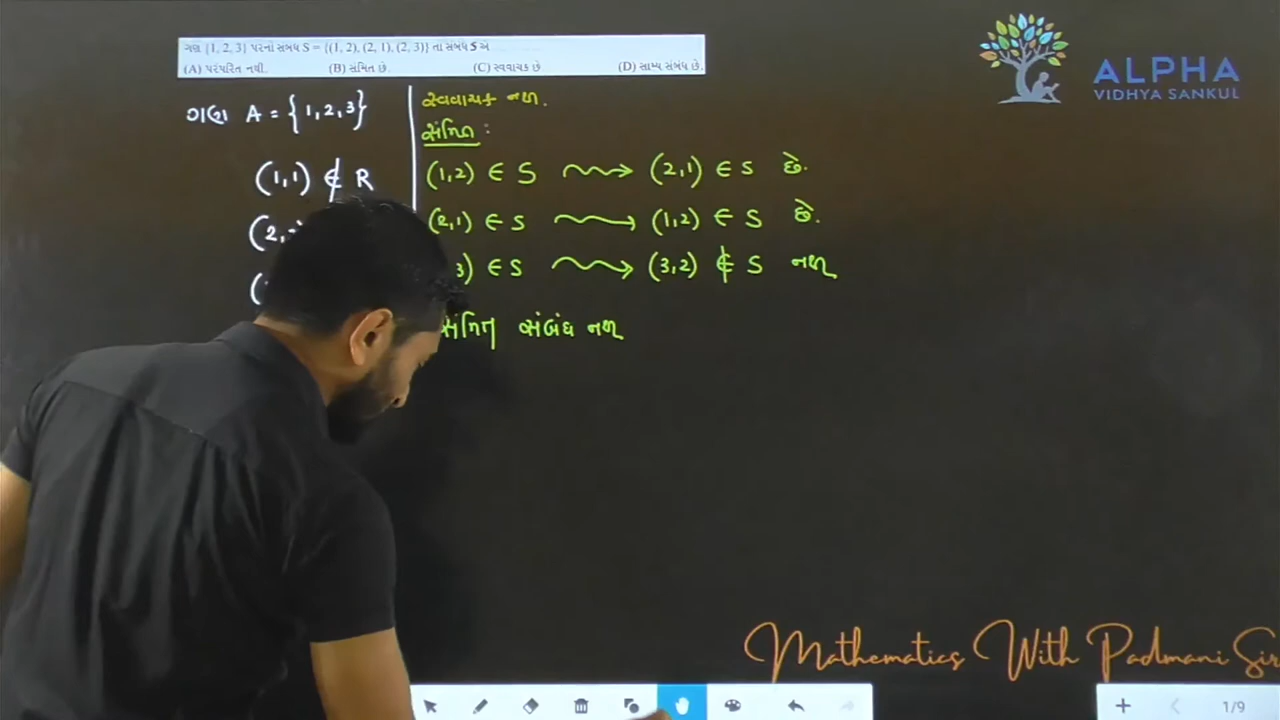 ગણ {1, 2, 3} પરનો સંબંધ S = {(1, 2), (2, 1), (2, 3)} તો સંબંધ S એ
(A) પરંપરિત નથી. (B) સંમિત છે. (C) સ્વવાચક છે (D) સામ્ય સંબંધ છે.
ALPHA
VIDHYA SANKUL
ગણ A = {1,2,3}
(1,1) ∉ R
(2,
(
સ્વવાચક નથી.
સંમિત :
(1,2) ∈ S ⟶ (2,1) ∈ S છે.
(2,1) ∈ S ⟶ (1,2) ∈ S છે.
3) ∈ S ⟶ (3,2) ∉ S નથી
સંમિત સંબંધ નથી
Mathematics With Padmani Sir
1/9